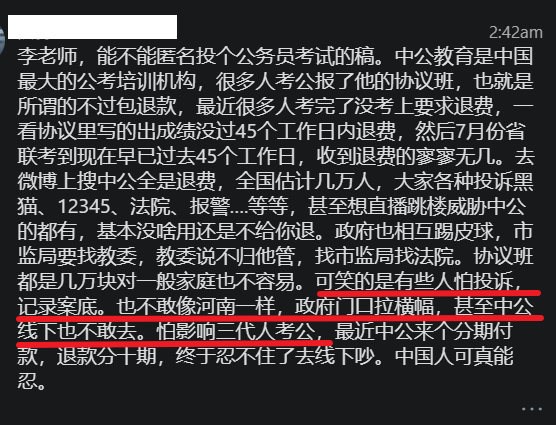 2:42am
李老师，能不能匿名投个公务员考试的稿。中公教育是中国
最大的公考培训机构，很多人考公报了他的协议班，也就是
所谓的不过包退款，最近很多人考完了没考上要求退费，一
看协议里写的出成绩没过45个工作日内退费，然后7月份省
联考到现在早已过去45个工作日，收到退费的寥寥无几。去
微博上搜中公全是退费，全国估计几万人，大家各种投诉黑
猫、12345、法院、报警....等等，甚至想直播跳楼威胁中公
的都有，基本没啥用还是不给你退。政府也相互踢皮球，市
监局要找教委，教委说不归他管，找市监局找法院。协议班
都是几万块对一般家庭也不容易。可笑的是有些人怕投诉，
记录案底。也不敢像河南一样，政府门口拉横幅，甚至中公
线下也不敢去。怕影响三代人考公，最近中公来个分期付
款，退款分十期，终于忍不住了去线下吵。中国人可真能
忍。